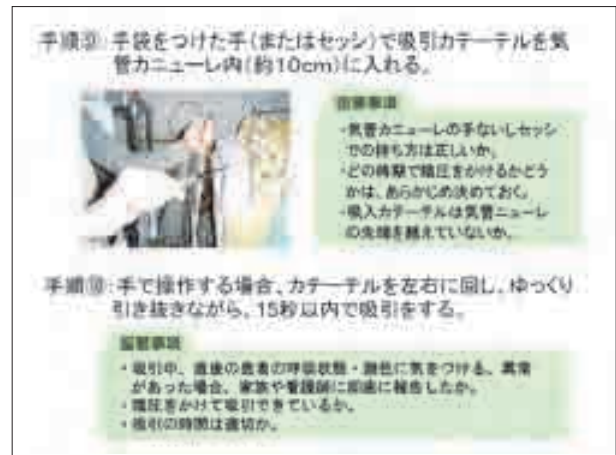 手順⑨:手袋をつけた手(またはセッシ)で吸引カテーテルを気
管カニューレ内(約10cm)に入れる。
留意事項
・気管カニューレの手ないしセッシ
での持ち方は正しいか。
・どの時期で陰圧をかけるかどう
かは、あらかじめ決めておく。
・吸入カテーテルは気管ニューレ
の先端を越えていないか。
手順⑩:手で操作する場合、カテーテルを左右に回し、ゆっくり
引き抜きながら、15秒以内で吸引をする。
留意事項
・吸引中、直後の患者の呼吸状態・顔色に気をつける。異常
があった場合、家族や看護師に即座に報告したか。
・陰圧をかけて吸引できているか。
・吸引の時間は適切か。